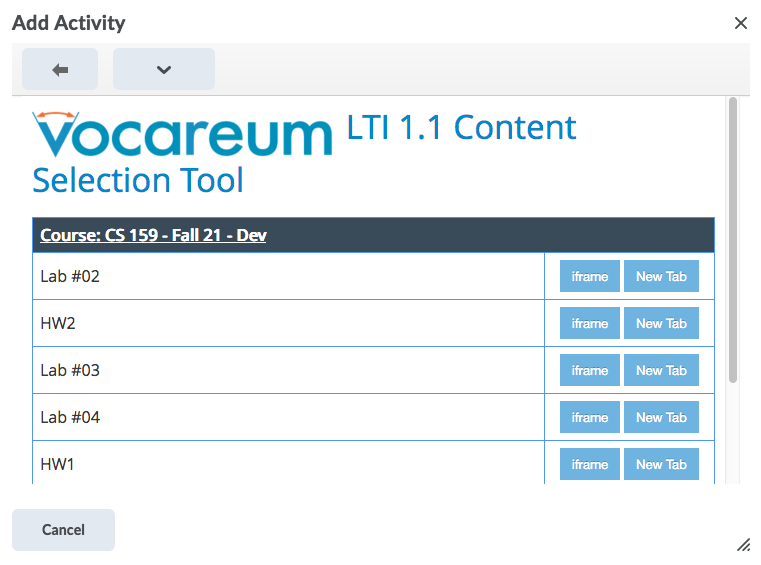 Add Activity
vocareum LTI 1.1 Content
Selection Tool
Course: CS 159 - Fall 21 - Dev
Lab #02 iframe New Tab
HW2 iframe New Tab
Lab #03 iframe New Tab
Lab #04 iframe New Tab
HW1 iframe New Tab
Cancel